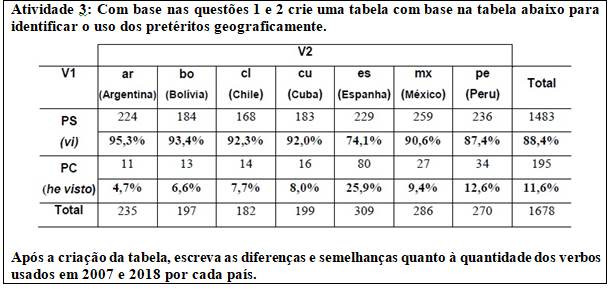 Atividade 3: Com base nas questões 1 e 2 crie uma tabela com base na tabela abaixo para
identificar o uso dos pretéritos geograficamente.
V2
V1 ar bo cl cu es mx pe Total
(Argentina) (Bolívia) (Chile) (Cuba) (Espanha) (México) (Peru)
PS 224 184 168 183 229 259 236 1483
(vi) 95,3% 93,4% 92,3% 92,0% 74,1% 90,6% 87,4% 88,4%
PC 11 13 14 16 80 27 34 195
(he visto) 4,7% 6,6% 7,7% 8,0% 25,9% 9,4% 12,6% 11,6%
Total 235 197 182 199 309 286 270 1678
Após a criação da tabela, escreva as diferenças e semelhanças quanto à quantidade dos verbos
usados em 2007 e 2018 por cada país.